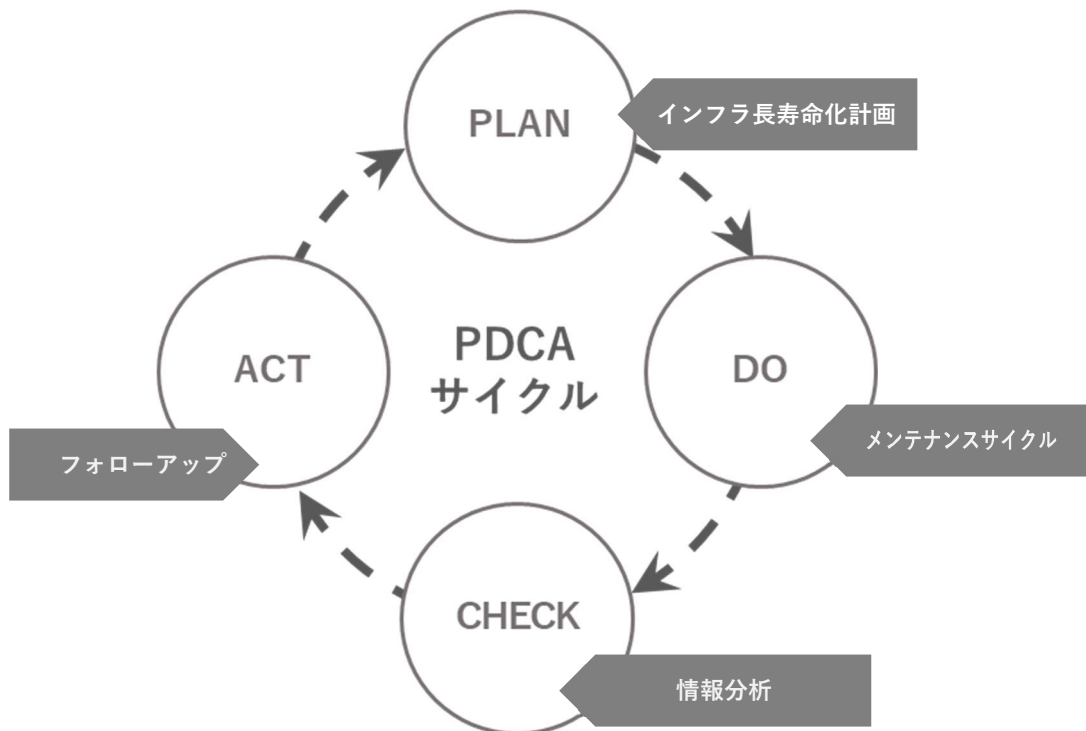 PLAN
インフラ長寿命化計画
PDCA
サイクル
ACT
DO
メンテナンスサイクル
フォローアップ
CHECK
情報分析